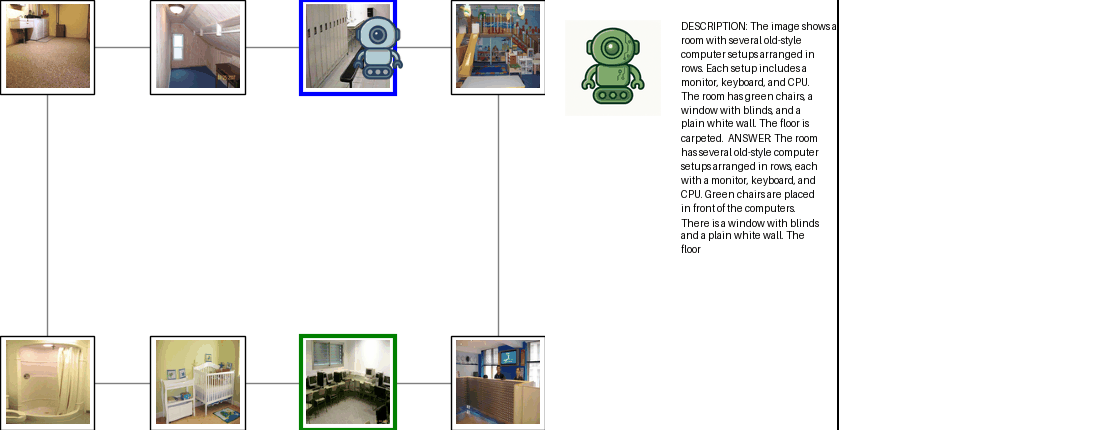 DESCRIPTION: The image shows a
room with several old-style
computer setups arranged in
rows. Each setup includes a
monitor, keyboard, and CPU.
The room has green chairs, a
window with blinds, and a
plain white wall. The floor is
carpeted.  ANSWER: The room
has several old-style computer
setups arranged in rows, each
with a monitor, keyboard, and
CPU. Green chairs are placed
in front of the computers.
There is a window with blinds
and a plain white wall. The
floor